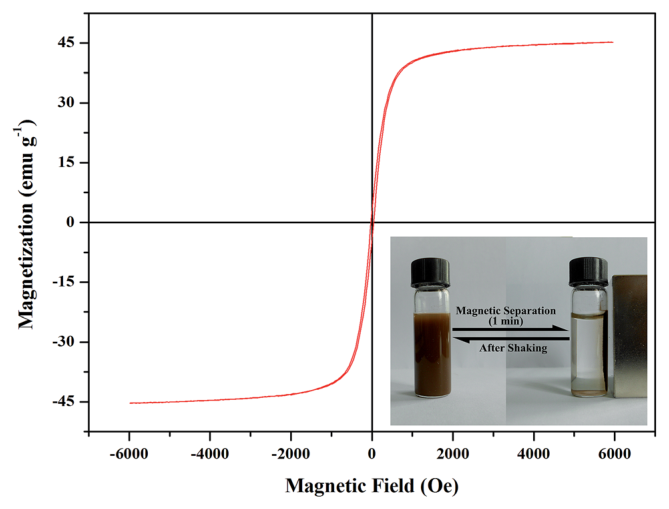 45
30
15
0
-15
-30
-45
Magnetization (emu g⁻¹)
Magnetic Separation
(1 min)
After Shaking
-6000 -4000 -2000 0 2000 4000 6000
Magnetic Field (Oe)